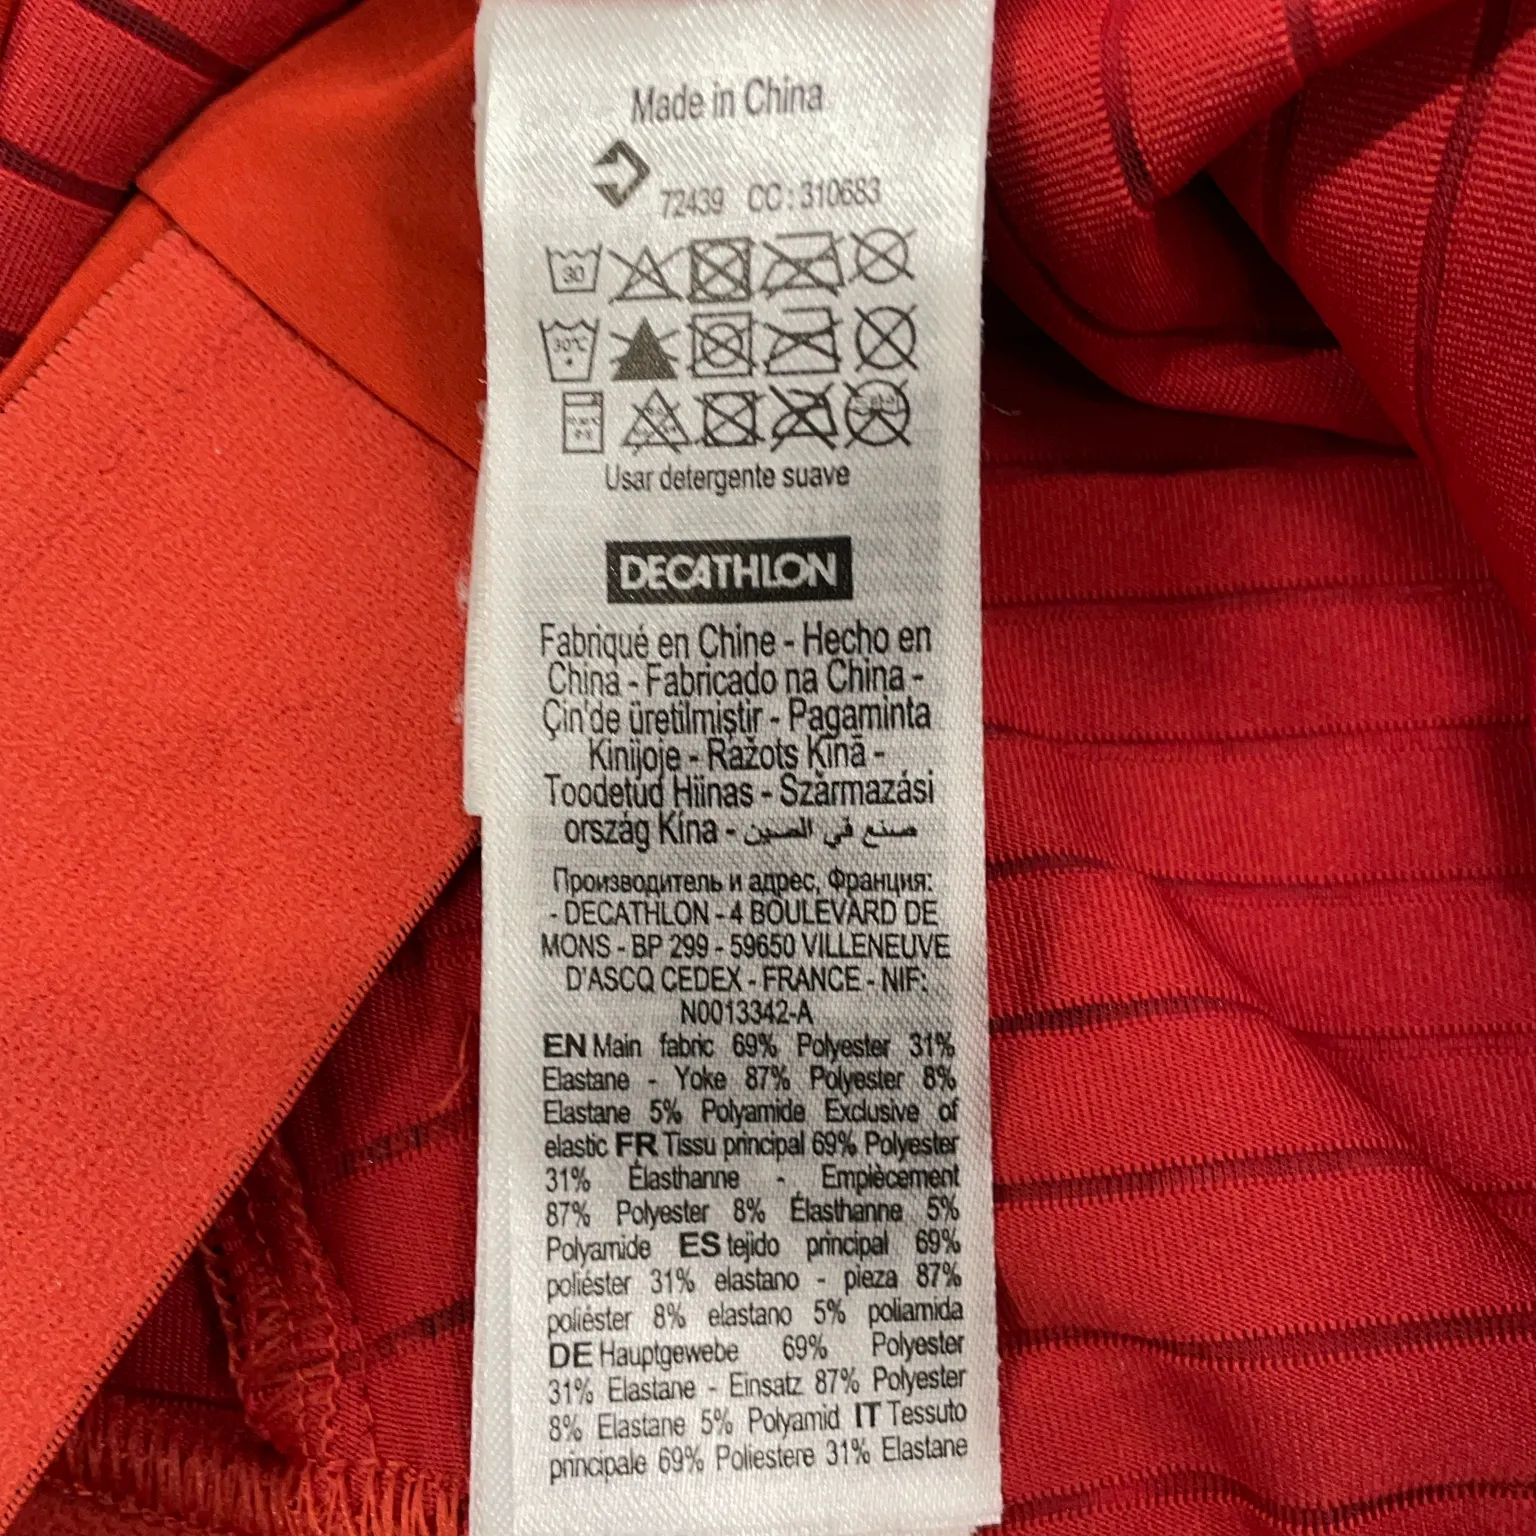 Made in China
72439 CC: 310683
30
30°C
Usar detergente suave
DECATHLON
Fabriqué en Chine - Hecho en
China - Fabricado na China -
Çin'de üretilmiştir - Pagaminta
Kinijoje - Ražots Ķīnā -
Toodetud Hiinas - Származási
ország Kína - صنع في الصين
Производитель и адрес, Франция:
- DECATHLON - 4 BOULEVARD DE
MONS - BP 299 - 59650 VILLENEUVE
D'ASCQ CEDEX - FRANCE - NIF:
N0013342-A
EN Main fabric 69% Polyester 31%
Elastane - Yoke 87% Polyester 8%
Elastane 5% Polyamide Exclusive of
elastic FR Tissu principal 69% Polyester
31% Élasthanne - Empiècement
87% Polyester 8% Élasthanne 5%
Polyamide ES tejido principal 69%
poliéster 31% elastano - pieza 87%
poliéster 8% elastano 5% poliamida
DE Hauptgewebe 69% Polyester
31% Elastane - Einsatz 87% Polyester
8% Elastane 5% Polyamid IT Tessuto
principale 69% Poliestere 31% Elastane